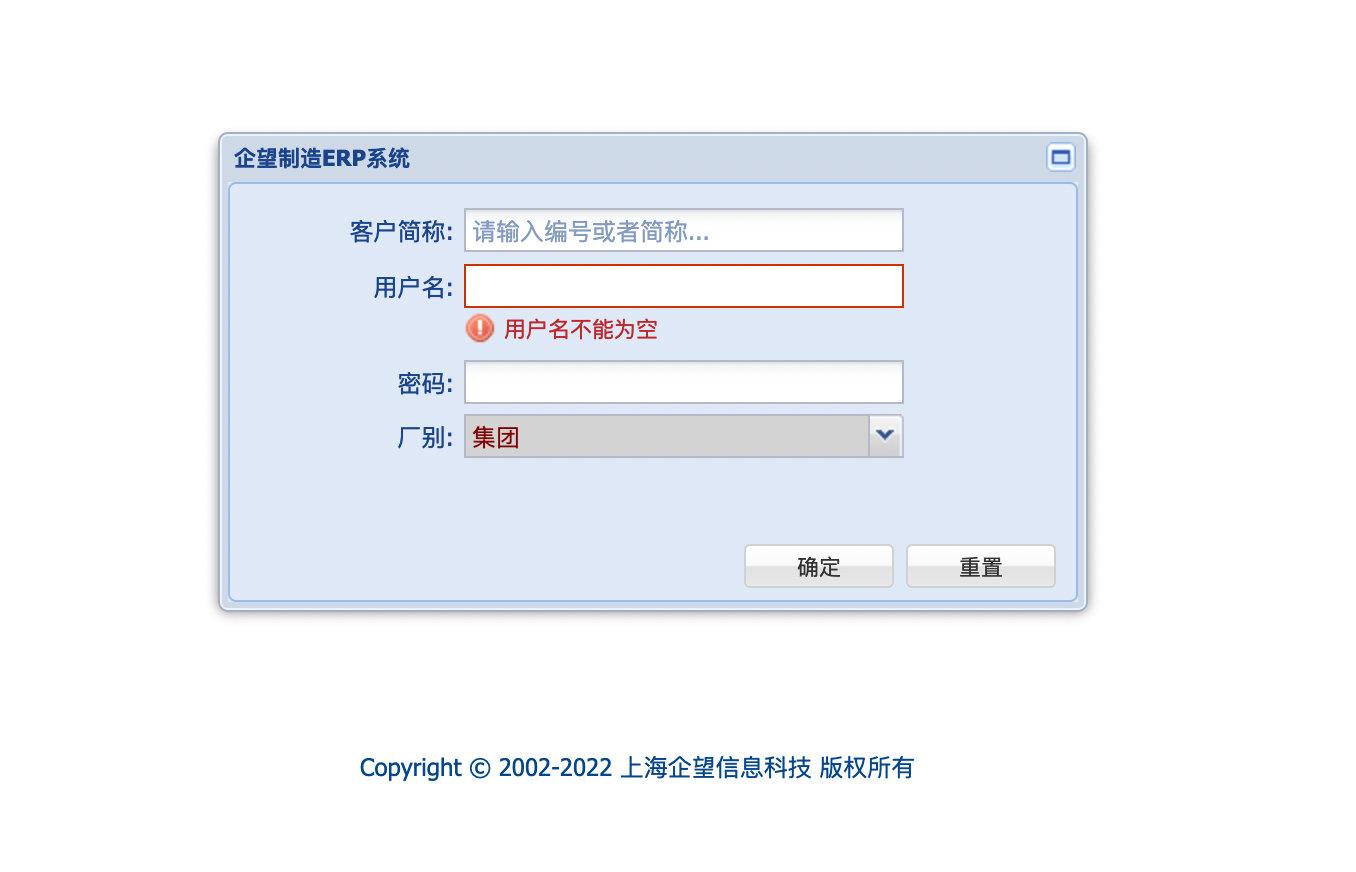 企望制造ERP系统
客户简称: 请输入编号或者简称...
用户名:
用户名不能为空
密码:
厂别: 集团
确定 重置
Copyright © 2002-2022 上海企望信息科技 版权所有